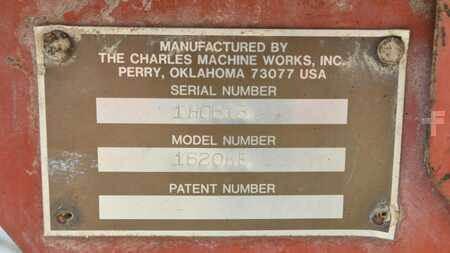 MANUFACTURED BY
THE CHARLES MACHINE WORKS, INC.
PERRY, OKLAHOMA 73077 USA
SERIAL NUMBER
MODEL NUMBER
PATENT NUMBER